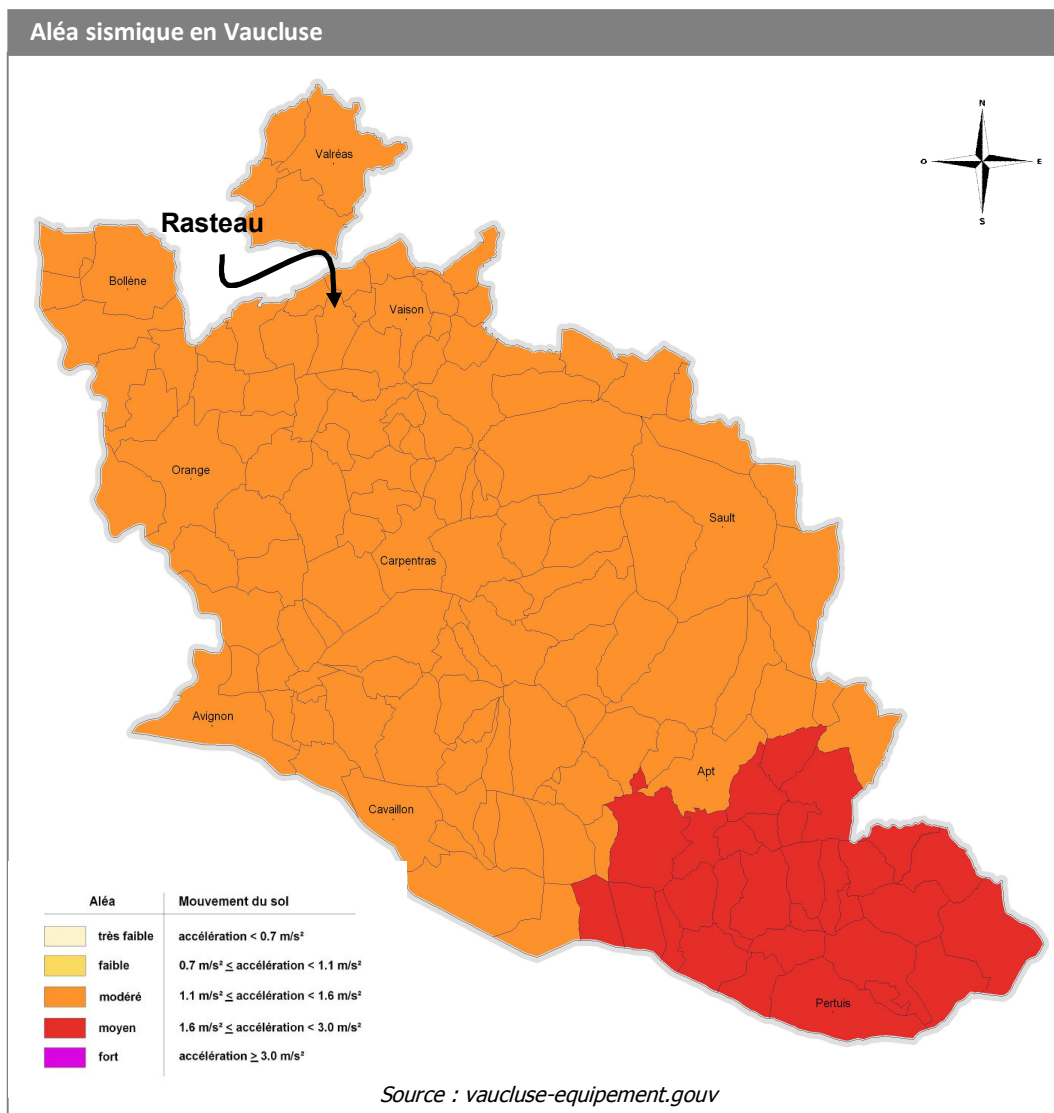 Aléa sismique en Vaucluse
N
O
E
S
Valréas
Rasteau
Bollène
Vaison
Orange
Sault
Carpentras
Avignon
Apt
Cavaillon
Pertuis
Aléa Mouvement du sol
très faible accélération < 0.7 m/s²
faible 0.7 m/s² ≤ accélération < 1.1 m/s²
modéré 1.1 m/s² ≤ accélération < 1.6 m/s²
moyen 1.6 m/s² ≤ accélération < 3.0 m/s²
fort accélération ≥ 3.0 m/s²
Source : vaucluse-equipement.gouv